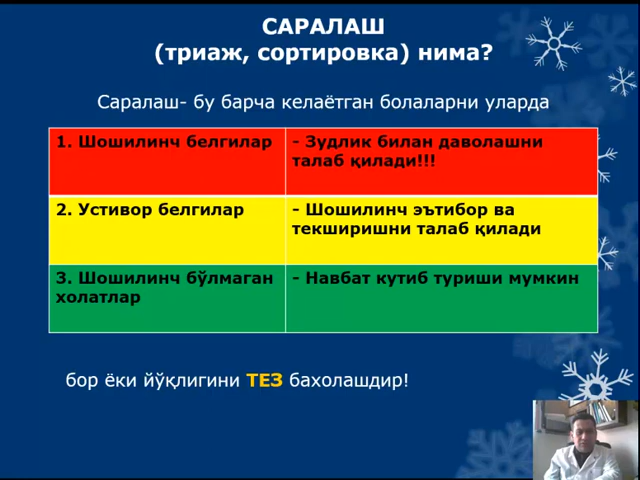 САРАЛАШ
(триаж, сортировка) нима?
Саралаш- бу барча келаётган болаларни уларда
1. Шошилинч белгилар
- Зудлик билан даволашни
талаб қилади!!!
2. Устивор белгилар
- Шошилинч эътибор ва
текширишни талаб қилади
3. Шошилинч бўлмаган
холатлар
- Навбат кутиб туриши мумкин
бор ёки йўқлигини ТЕЗ бахолашдир!